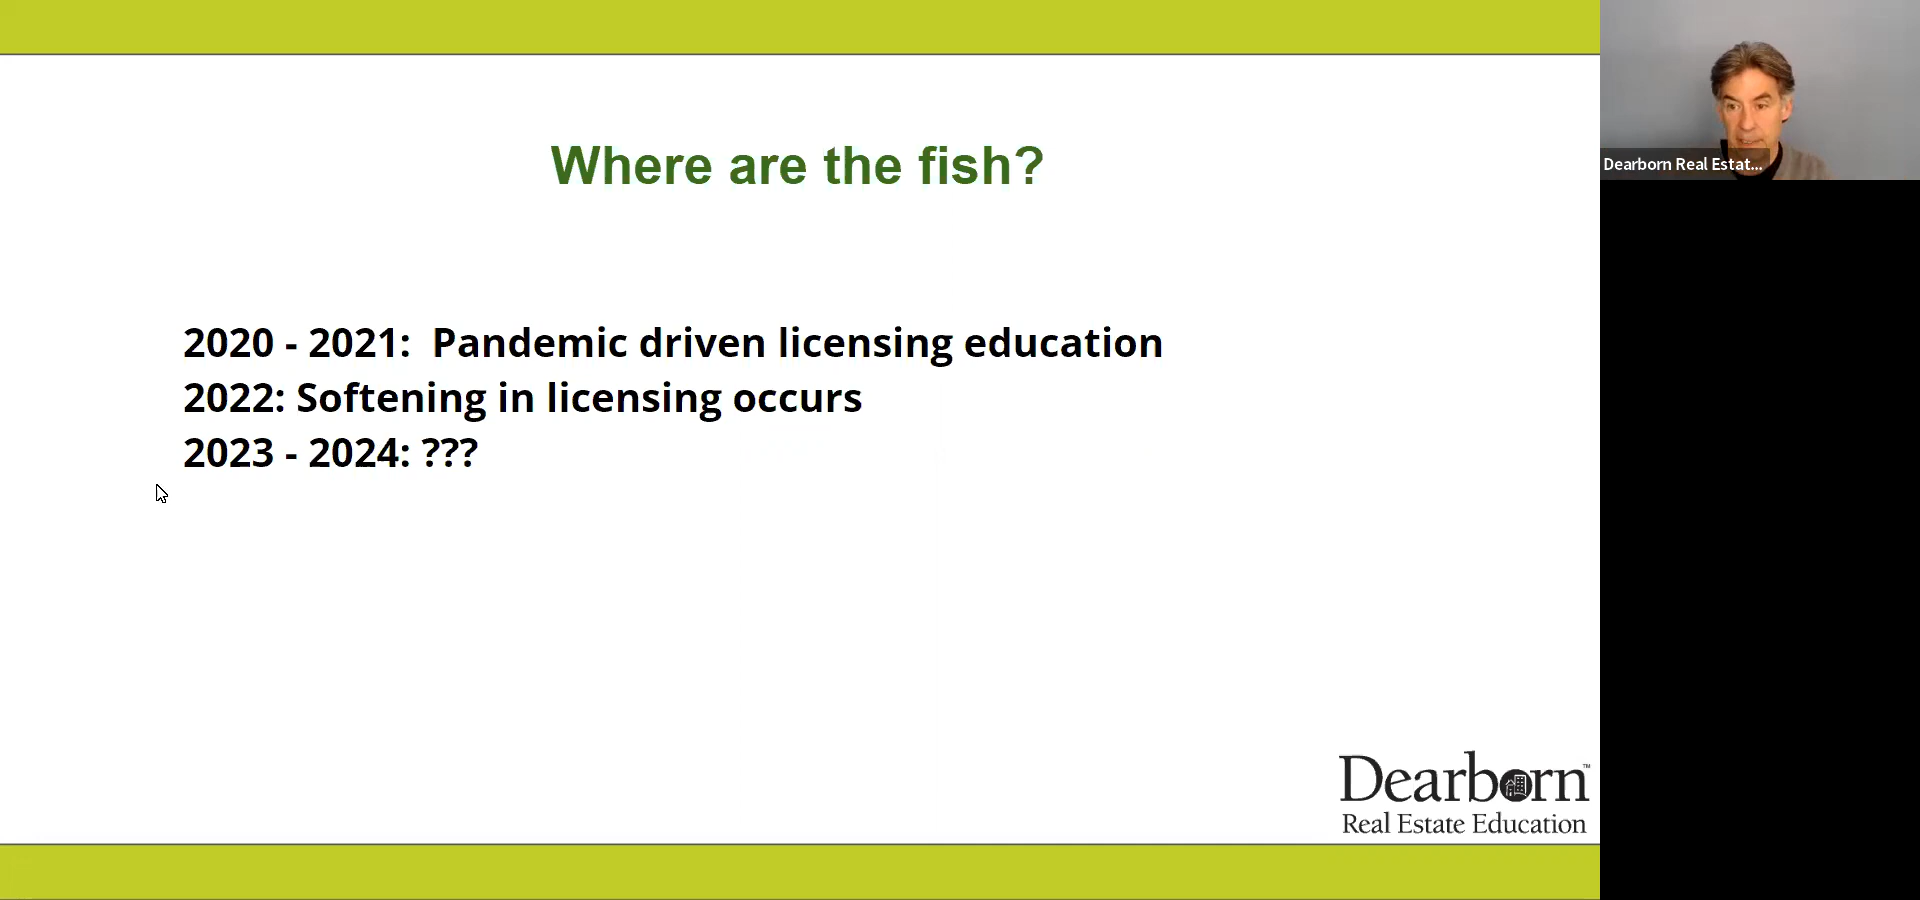 Where are the fish?
2020 - 2021:  Pandemic driven licensing education
2022: Softening in licensing occurs
2023 - 2024: ???
Dearborn™
Real Estate Education
Dearborn Real Estat...